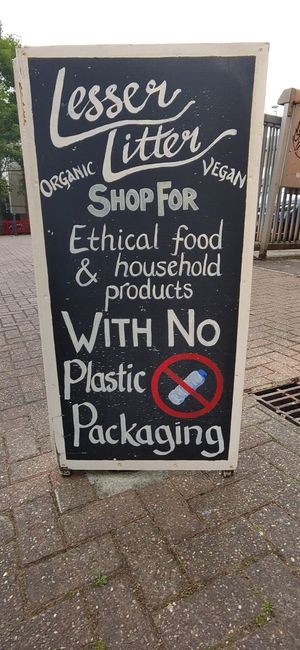 Lesser
Litter
ORGANIC VEGAN
SHOP FOR
Ethical food
& household
products
WITH NO
Plastic
Packaging